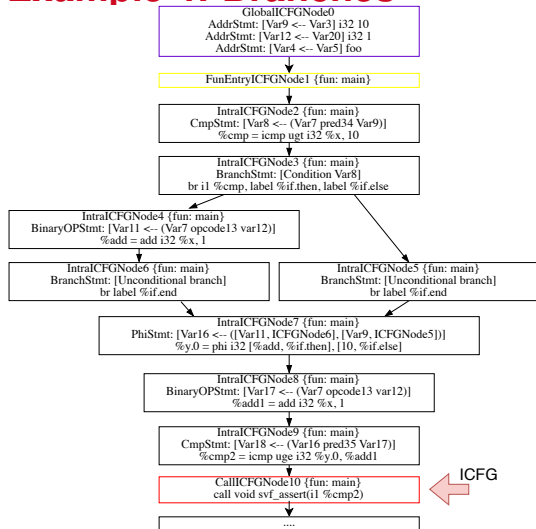 Example 4: Branches
GlobalICFGNode0
AddrStmt: [Var9 <-- Var3] i32 10
AddrStmt: [Var12 <-- Var20] i32 1
AddrStmt: [Var4 <-- Var5] foo
FunEntryICFGNode1 {fun: main}
IntraICFGNode2 {fun: main}
CmpStmt: [Var8 <-- (Var7 pred34 Var9)]
%cmp = icmp ugt i32 %x, 10
IntraICFGNode3 {fun: main}
BranchStmt: [Condition Var8]
br i1 %cmp, label %if.then, label %if.else
IntraICFGNode4 {fun: main}
BinaryOPStmt: [Var11 <-- (Var7 opcode13 var12)]
%add = add i32 %x, 1
IntraICFGNode6 {fun: main}
BranchStmt: [Unconditional branch]
br label %if.end
IntraICFGNode5 {fun: main}
BranchStmt: [Unconditional branch]
br label %if.end
IntraICFGNode7 {fun: main}
PhiStmt: [Var16 <-- ([Var11, ICFGNode6], [Var9, ICFGNode5])]
%y.0 = phi i32 [%add, %if.then], [10, %if.else]
IntraICFGNode8 {fun: main}
BinaryOPStmt: [Var17 <-- (Var7 opcode13 var12)]
%add1 = add i32 %x, 1
IntraICFGNode9 {fun: main}
CmpStmt: [Var18 <-- (Var16 pred35 Var17)]
%cmp2 = icmp uge i32 %y.0, %add1
CallICFGNode10 {fun: main}
call void svf_assert(i1 %cmp2)
ICFG
....